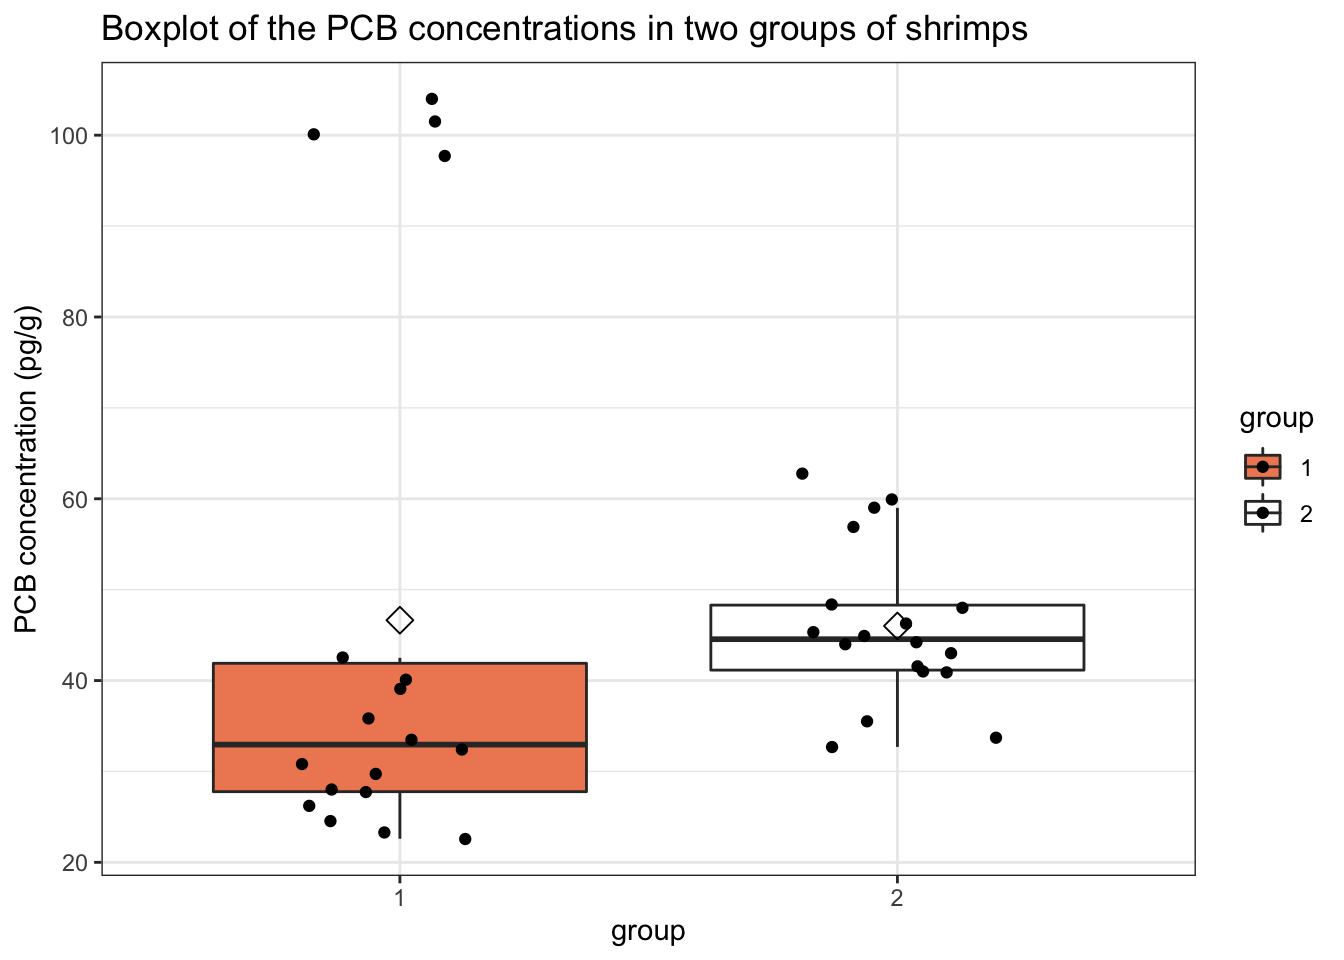 Boxplot of the PCB concentrations in two groups of shrimps
PCB concentration (pg/g)
100
80
60
40
20
1
2
group
group
1
2